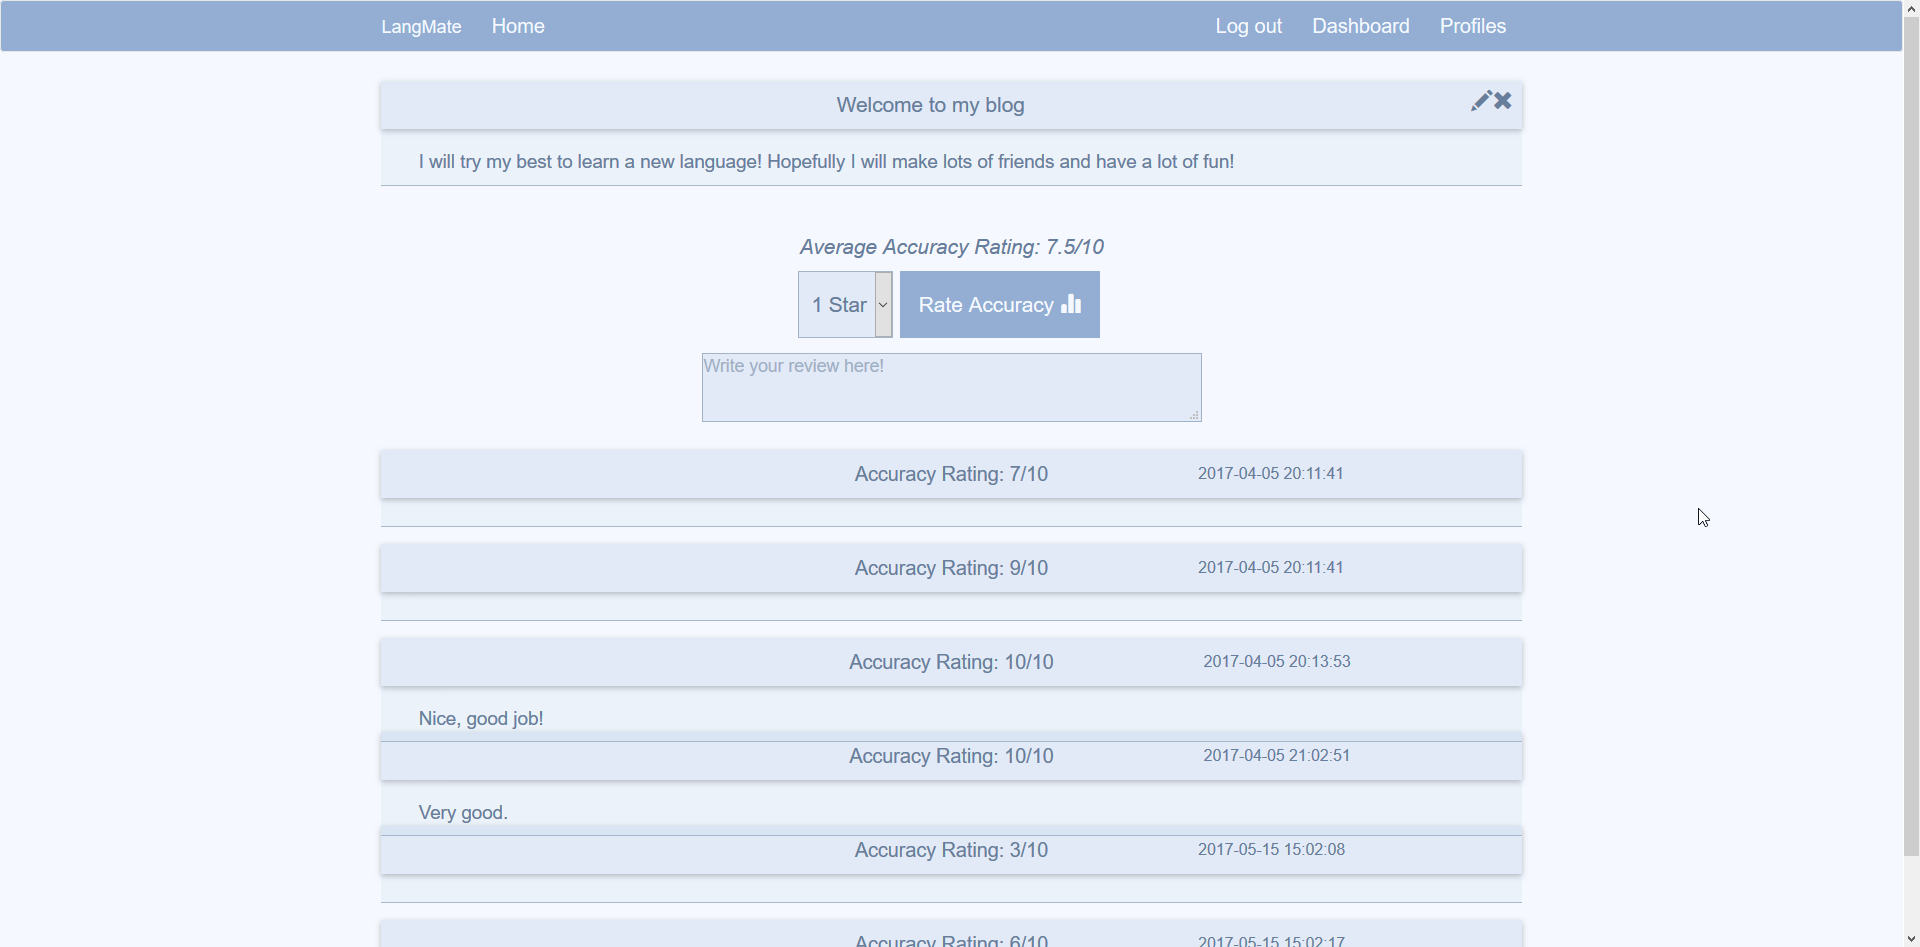 LangMate Home Log out Dashboard Profiles
Welcome to my blog
I will try my best to learn a new language! Hopefully I will make lots of friends and have a lot of fun!
Average Accuracy Rating: 7.5/10
1 Star Rate Accuracy
Write your review here!
Accuracy Rating: 7/10 2017-04-05 20:11:41
Accuracy Rating: 9/10 2017-04-05 20:11:41
Accuracy Rating: 10/10 2017-04-05 20:13:53
Nice, good job!
Accuracy Rating: 10/10 2017-04-05 21:02:51
Very good.
Accuracy Rating: 3/10 2017-05-15 15:02:08
Accuracy Rating: 6/10 2017-05-15 15:02:17